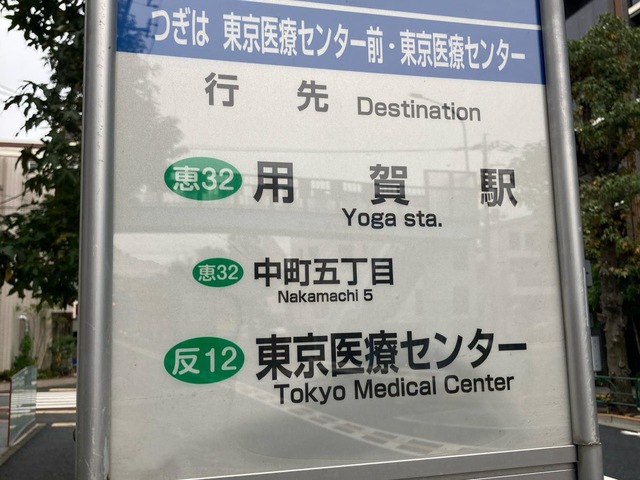 つぎは 東京医療センター前・東京医療センター
行先 Destination
恵32 用賀駅
Yoga sta.
恵32 中町五丁目
Nakamachi 5
反12 東京医療センター
Tokyo Medical Center